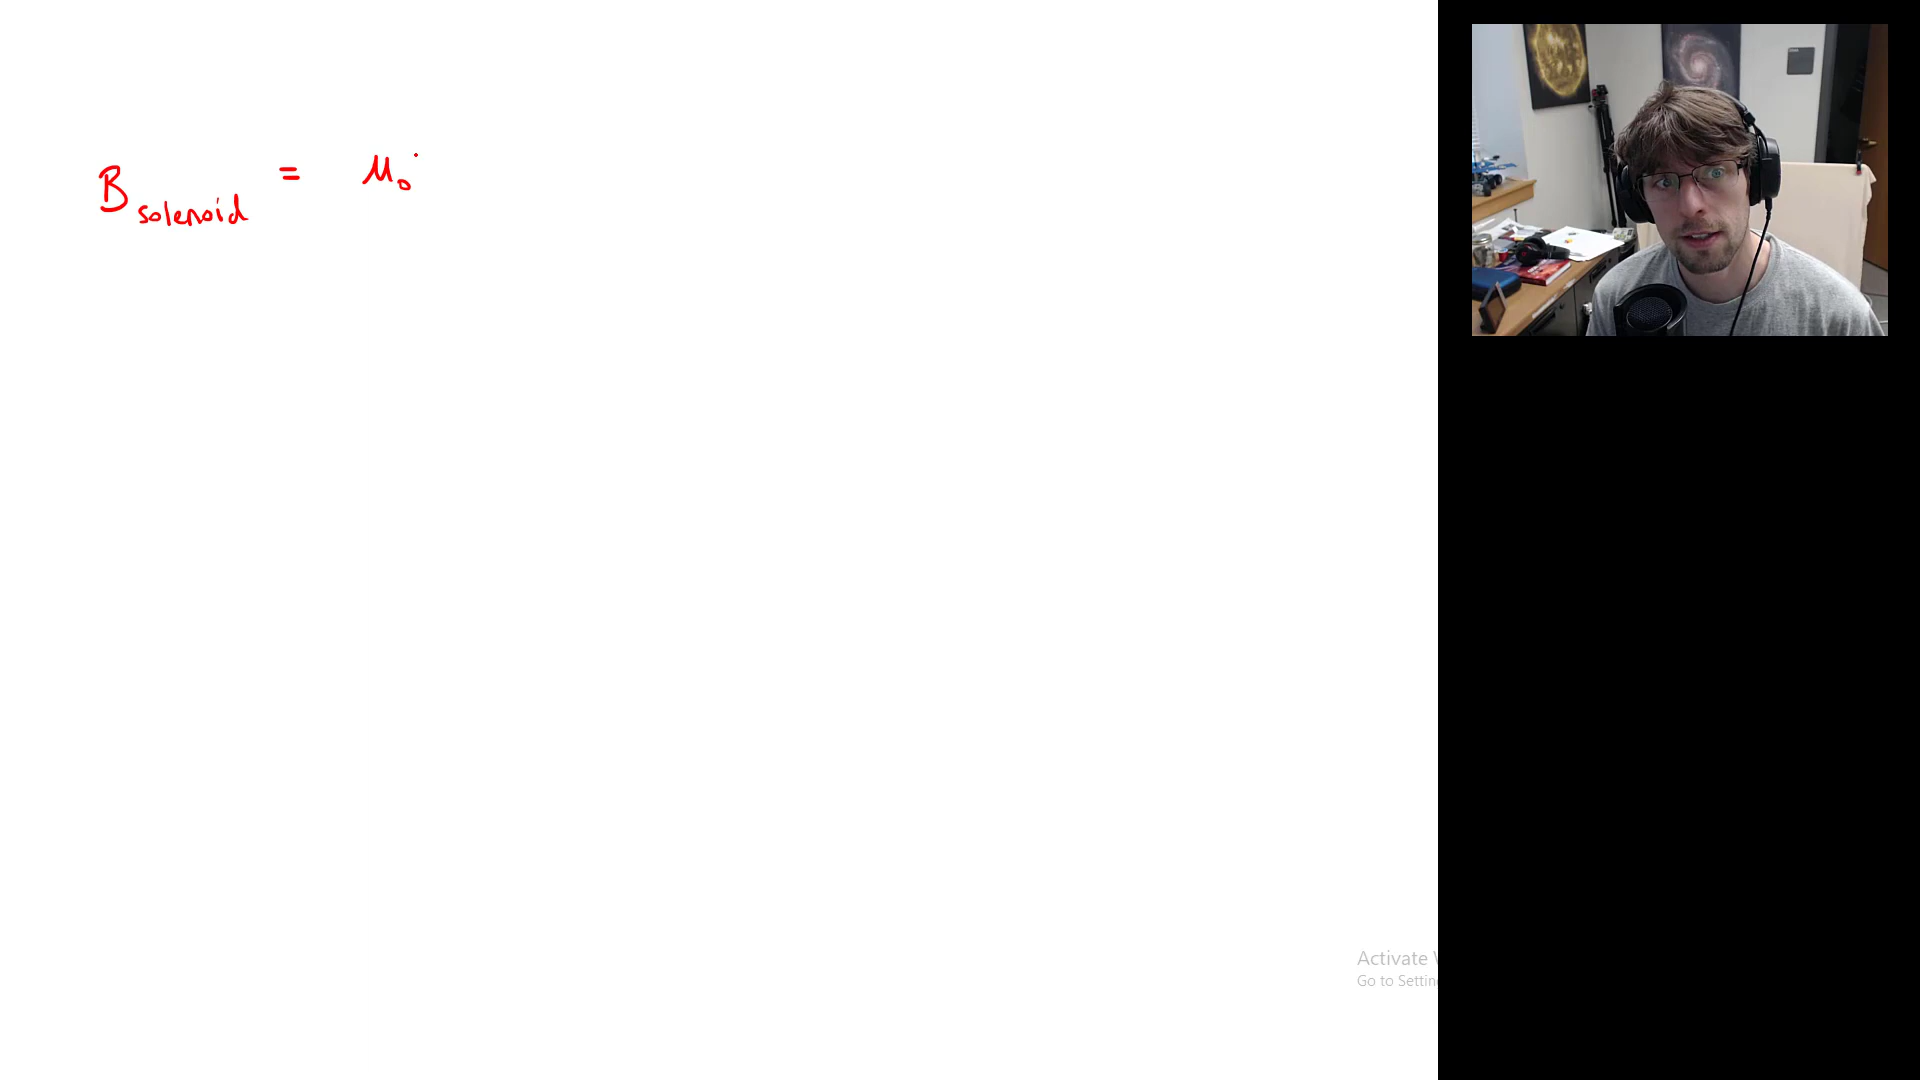 B solenoid = μ₀
Activate
Go to Settin